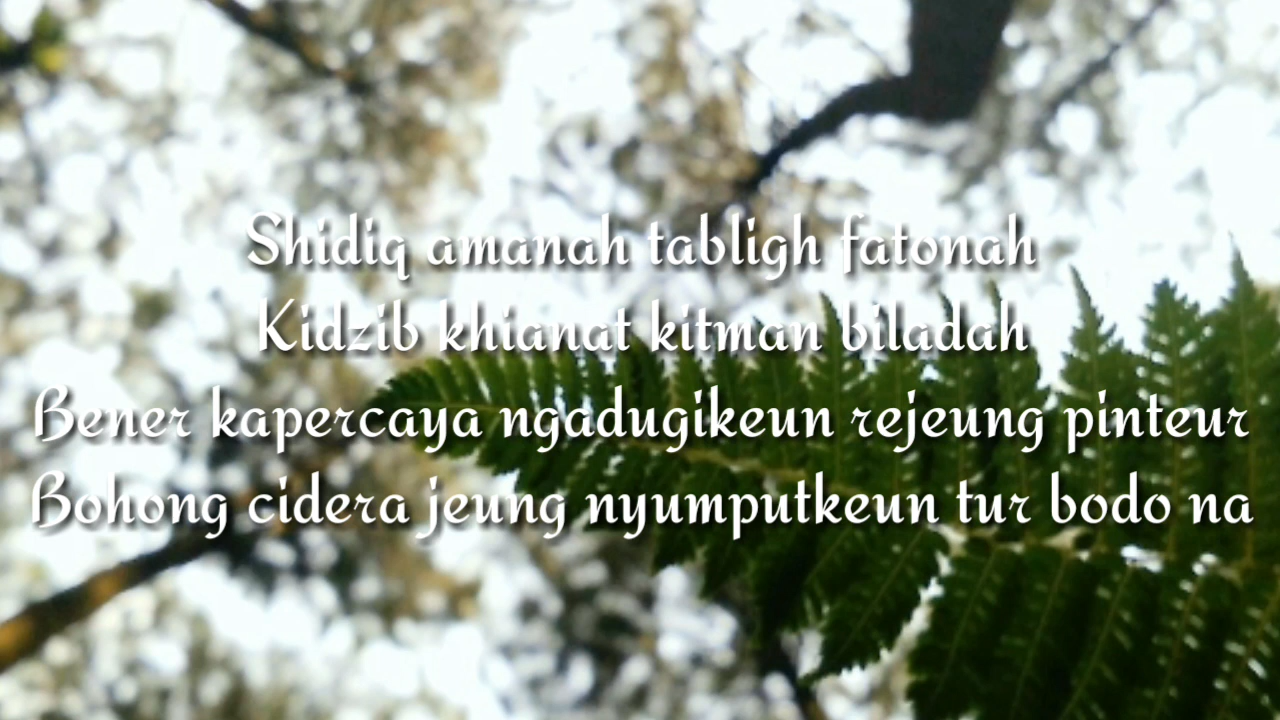 Shidiq amanah tabligh fatonah
Kidzib khianat kitman biladah
Bener kapercaya ngadugikeun rejeung pinteur
Bohong cidera jeung nyumputkeun tur bodo na